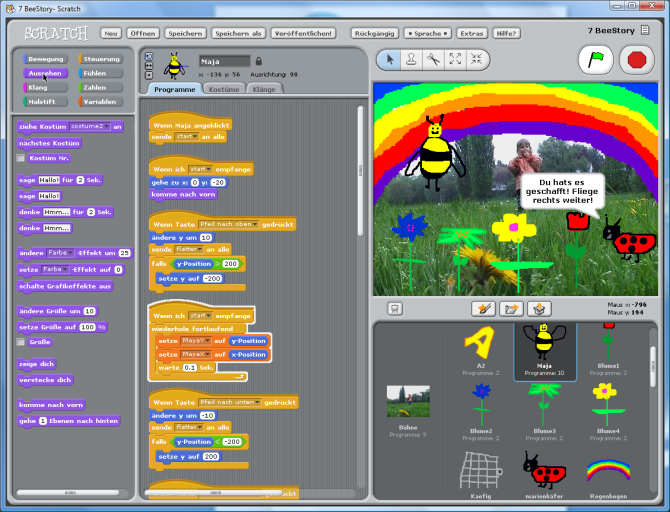 7 BeeStory- Scratch
SCRATCH
Neu
Öffnen
Speichern
Speichern als
Veröffentlichen!
Rückgängig
Sprache
Extras
Hilfe?
7 BeeStory
Bewegung
Steuerung
Aussehen
Fühlen
Klang
Zahlen
Malstift
Variablen
Maja
x: -136 y: 56 Ausrichtung: 90
Programme
Kostüme
Klänge
ziehe Kostüm costume2 an
nächstes Kostüm
Kostüm Nr.
sage Hallo! für 2 Sek.
sage Hallo!
denke Hmm... für 2 Sek.
denke Hmm...
ändere Farbe -Effekt um 25
setze Farbe -Effekt auf 0
schalte Grafikeffekte aus
ändere Größe um 10
setze Größe auf 100 %
Größe
zeige dich
verstecke dich
komme nach vorn
gehe 1 Ebenen nach hinten
Wenn Maja angeklickt
sende start an alle
Wenn ich start empfange
gehe zu x: 0 y: -20
komme nach vorn
Wenn Taste Pfeil nach oben gedrückt
ändere y um 10
sende flatter an alle
falls y-Position > 200
setze y auf -200
Wenn ich start empfange
wiederhole fortlaufend
setze MajaY auf y-Position
setze MajaX auf x-Position
warte 0.1 Sek.
Wenn Taste Pfeil nach unten gedrückt
ändere y um -10
sende flatter an alle
falls y-Position < -200
setze y auf 200
Du hats es
geschafft! Fliege
rechts weiter!
Maus x: -796
Maus y: 194
A2
Programme: 2
Maja
Programme: 10
Blume1
Programme: 2
Bühne
Programme: 9
Blume2
Programme: 2
Blume3
Programme: 2
Blume4
Programme: 2
Kaefig
marienkäfer
Regenbogen